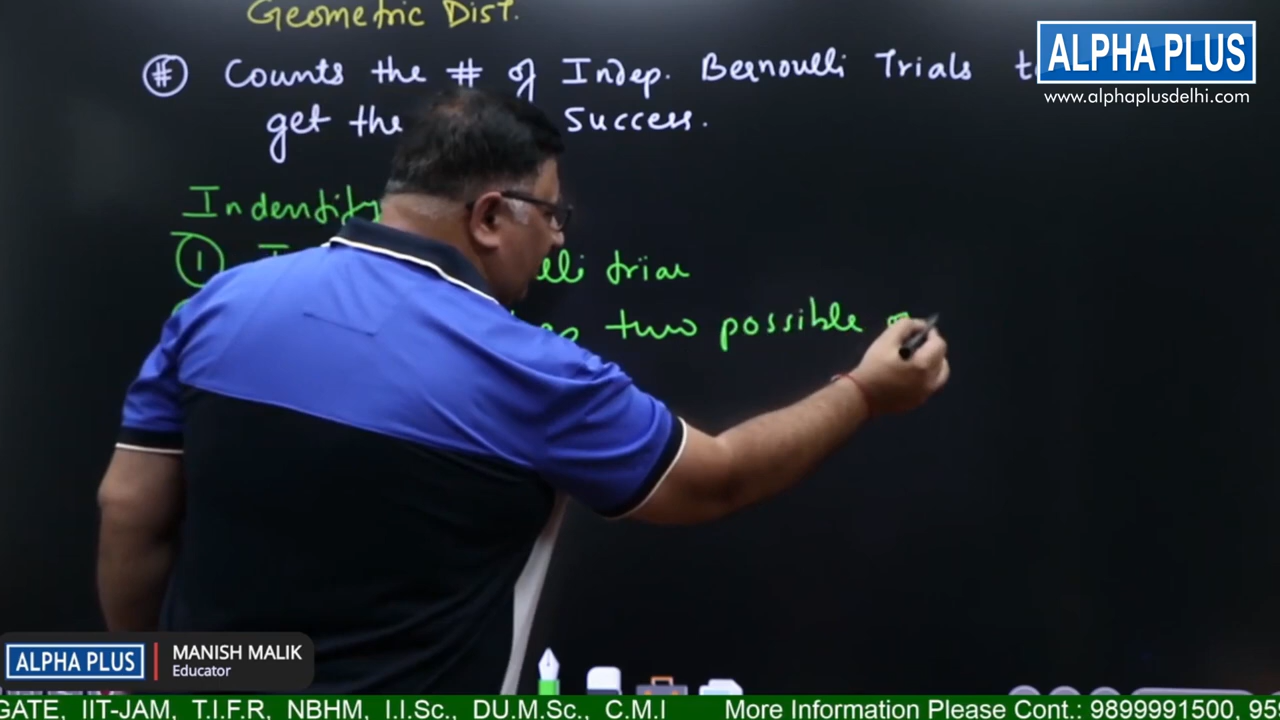 Geometric Dist.
ALPHA PLUS
www.alphaplusdelhi.com
# Counts the # of Indep. Bernoulli Trials
get the Success.
Indentify
1 trial
two possible
ALPHA PLUS
MANISH MALIK
Educator
GATE, IIT-JAM, T.I.F.R, NBHM, I.I.Sc., DU.M.Sc., C.M.I More Information Please Cont.: 9899991500, 959